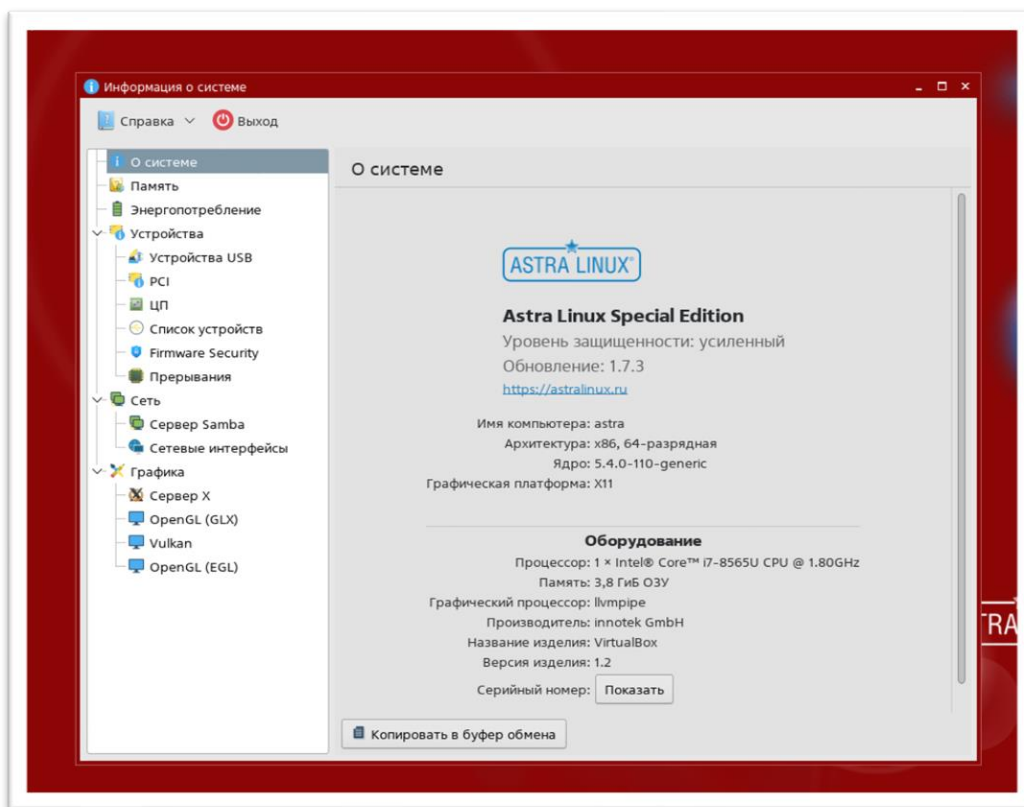 Информация о системе
Справка
Выход
О системе
Память
Энергопотребление
Устройства
Устройства USB
PCI
ЦП
Список устройств
Firmware Security
Прерывания
Сеть
Сервер Samba
Сетевые интерфейсы
Графика
Сервер X
OpenGL (GLX)
Vulkan
OpenGL (EGL)
О системе
ASTRA LINUX®
Astra Linux Special Edition
Уровень защищенности: усиленный
Обновление: 1.7.3
https://astralinux.ru
Имя компьютера: astra
Архитектура: x86, 64-разрядная
Ядро: 5.4.0-110-generic
Графическая платформа: X11
Оборудование
Процессор: 1 × Intel® Core™ i7-8565U CPU @ 1.80GHz
Память: 3,8 ГиБ ОЗУ
Графический процессор: llvmpipe
Производитель: innotek GmbH
Название изделия: VirtualBox
Версия изделия: 1.2
Серийный номер: Показать
Копировать в буфер обмена
TRA